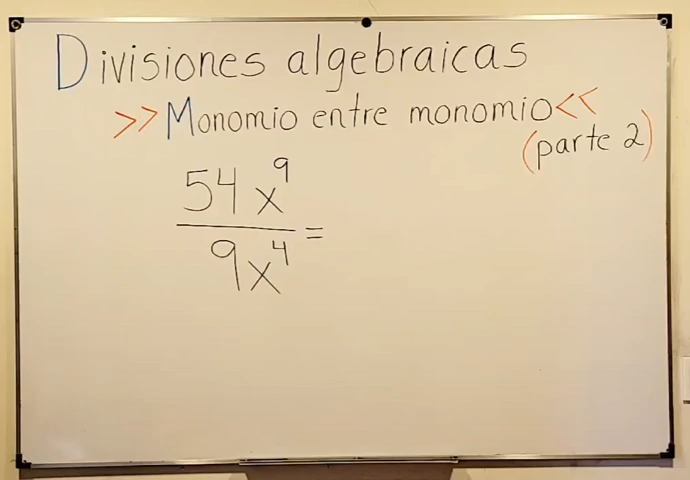 Divisiones algebraicas
>>Monomio entre monomio<<
(parte 2)
54x⁹
9x⁴ =